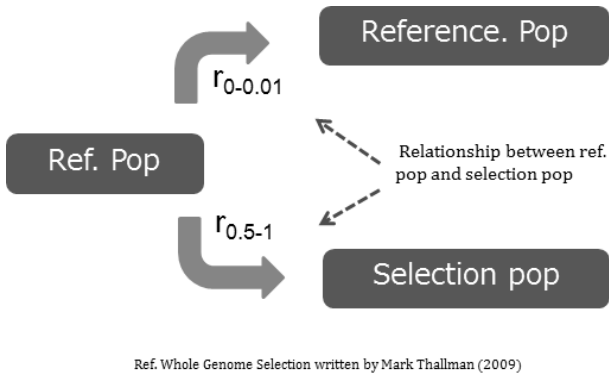 Reference. Pop
r0-0.01
Ref. Pop
Relationship between ref.
pop and selection pop
r0.5-1
Selection pop
Ref. Whole Genome Selection written by Mark Thallman (2009)